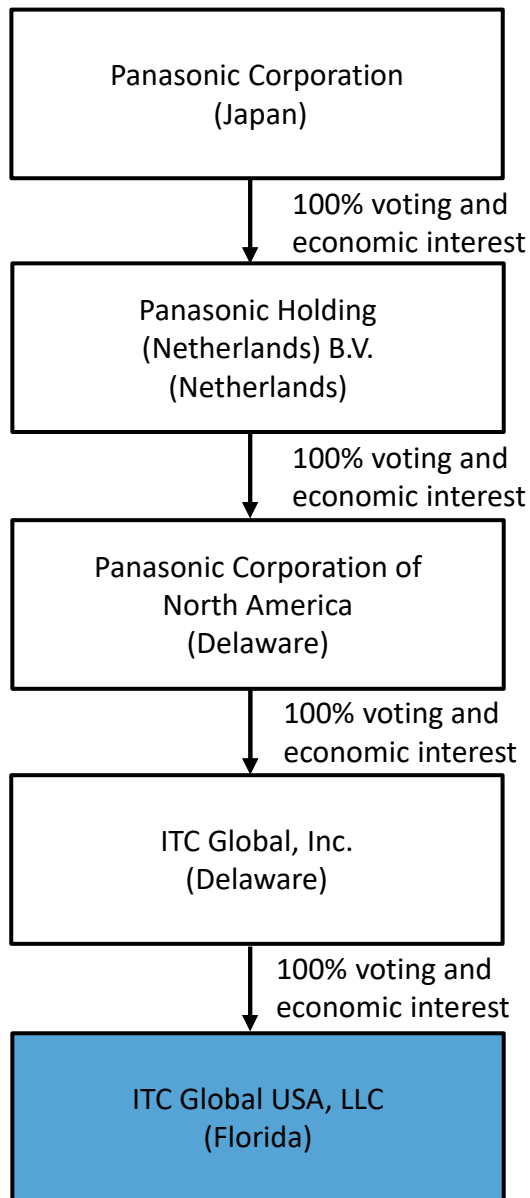 Panasonic Corporation
(Japan)
100% voting and
economic interest
Panasonic Holding
(Netherlands) B.V.
(Netherlands)
100% voting and
economic interest
Panasonic Corporation of
North America
(Delaware)
100% voting and
economic interest
ITC Global, Inc.
(Delaware)
100% voting and
economic interest
ITC Global USA, LLC
(Florida)